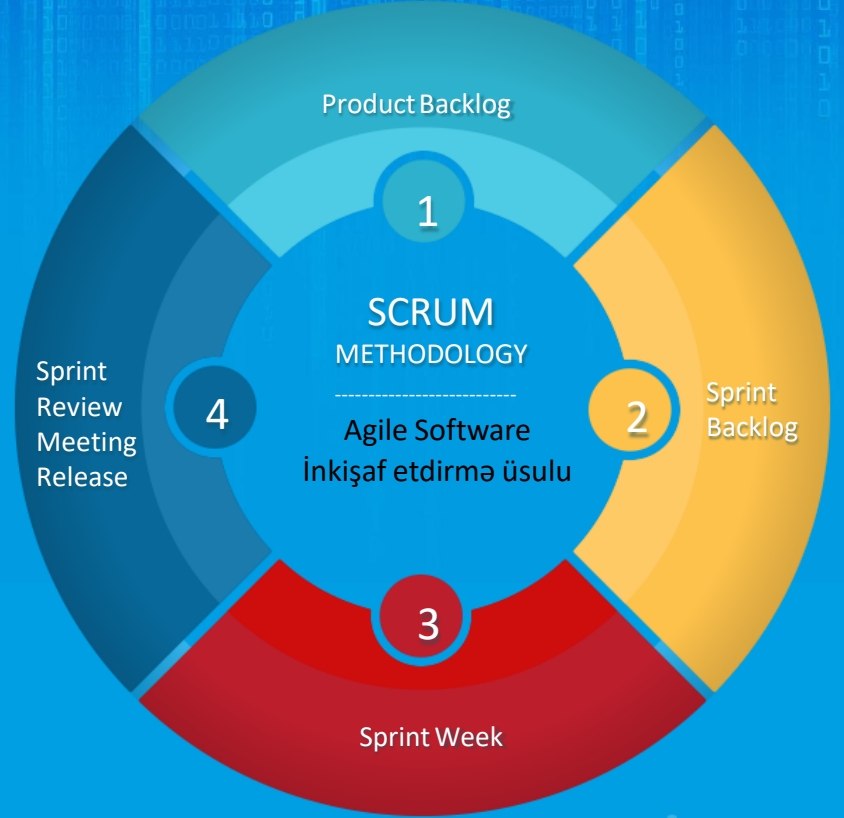 Product Backlog
1
SCRUM
METHODOLOGY
---------------------------
Agile Software
İnkişaf etdirmə üsulu
2
Sprint
Backlog
3
Sprint Week
4
Sprint
Review
Meeting
Release